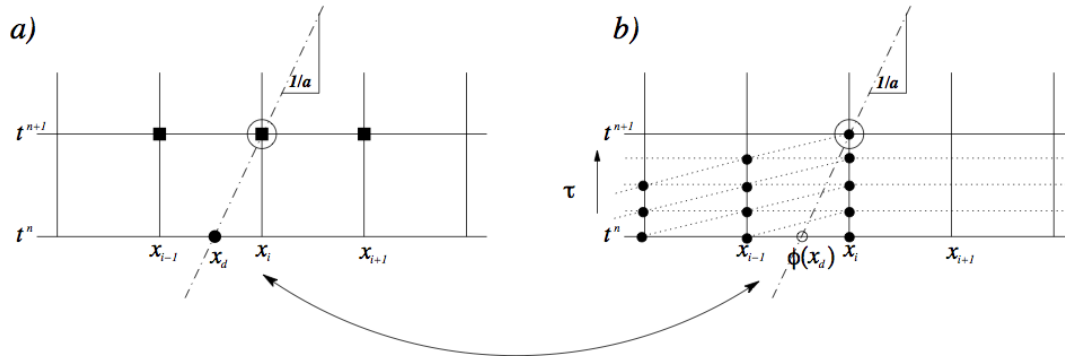 a)
1/a
t^{n+1}
t^n
x_{i-1}
x_d
x_i
x_{i+1}
b)
1/a
t^{n+1}
τ
t^n
x_{i-1}
ϕ(x_d)
x_i
x_{i+1}